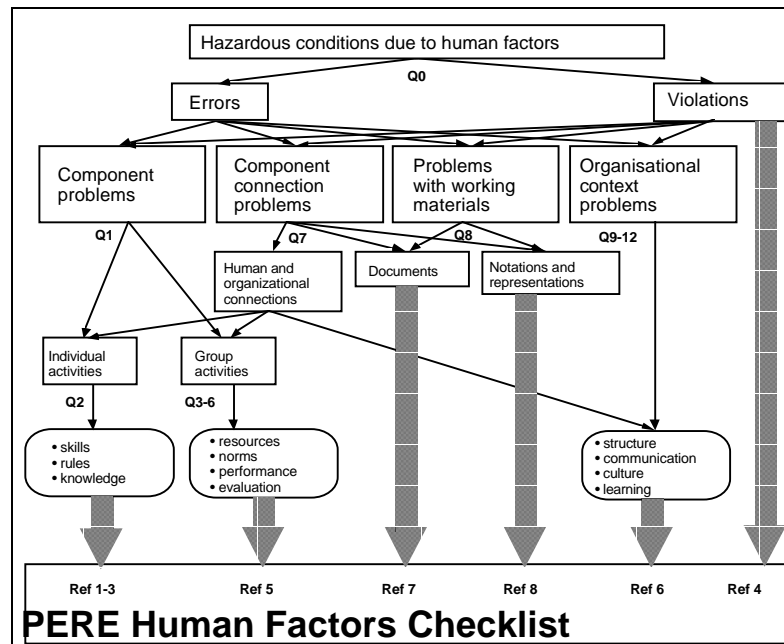 Hazardous conditions due to human factors
Q0
Errors
Violations
Component
problems
Component
connection
problems
Problems
with working
materials
Organisational
context
problems
Q1
Q7
Q8
Q9-12
Human and
organizational
connections
Documents
Notations and
representations
Individual
activities
Group
activities
Q2
Q3-6
• skills
• rules
• knowledge
• resources
• norms
• performance
• evaluation
• structure
• communication
• culture
• learning
Ref 1-3
Ref 5
Ref 7
Ref 8
Ref 6
Ref 4
PERE Human Factors Checklist